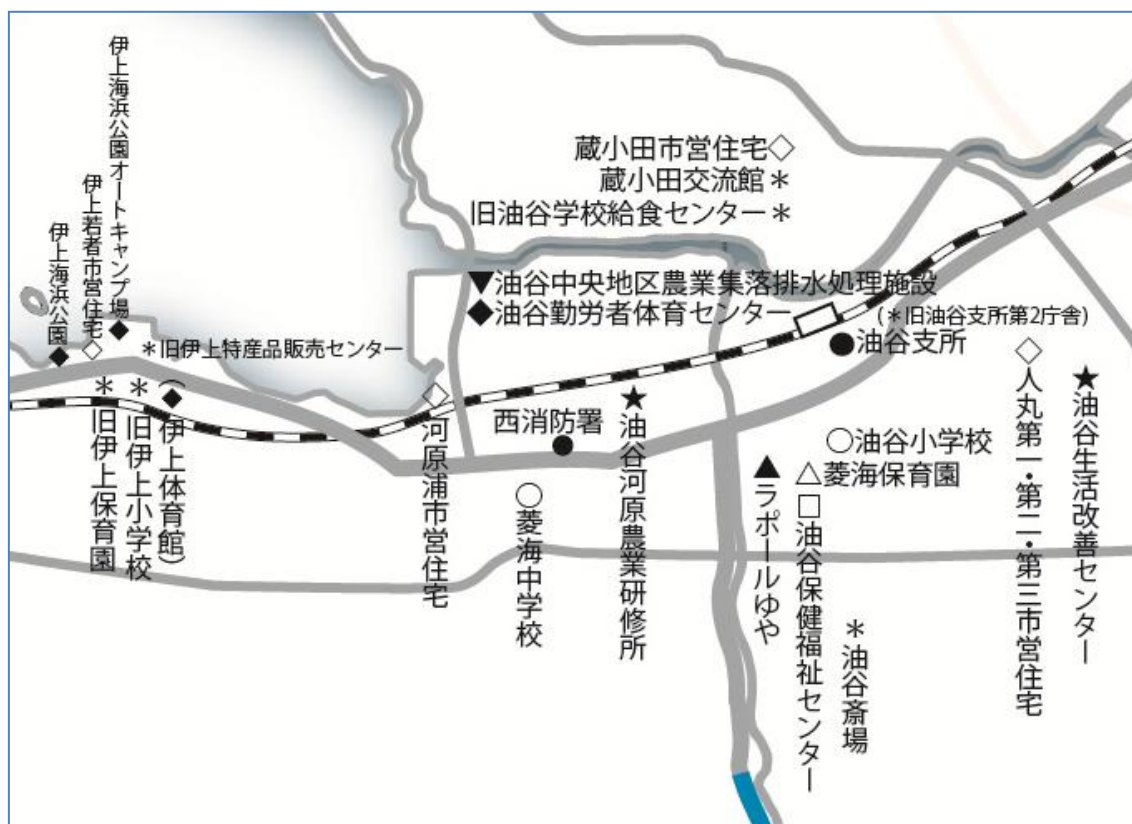 伊上海浜公園オートキャンプ場◆
伊上若者市営住宅◇
伊上海浜公園◆
蔵小田市営住宅◇
蔵小田交流館＊
旧油谷学校給食センター＊
▼油谷中央地区農業集落排水処理施設
◆油谷勤労者体育センター
(＊旧油谷支所第2庁舎)
●油谷支所
＊旧伊上特産品販売センター
＊旧伊上保育園
＊旧伊上小学校
(◆伊上体育館)
◇河原浦市営住宅
西消防署
●
○菱海中学校
★油谷河原農業研修所
▲ラポールゆや
○油谷小学校
△菱海保育園
□油谷保健福祉センター
＊油谷斎場
◇人丸第一・第二・第三市営住宅
★油谷生活改善センター